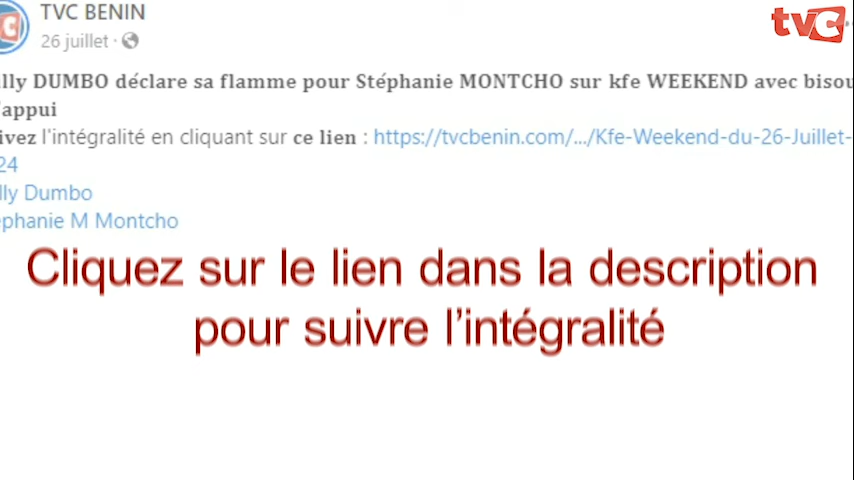 TVC BENIN
26 juillet ·
tvc
lly DUMBO déclare sa flamme pour Stéphanie MONTCHO sur kfe WEEKEND avec bisou
'appui
ivez l'intégralité en cliquant sur ce lien : https://tvcbenin.com/.../Kfe-Weekend-du-26-Juillet-
24
lly Dumbo
phanie M Montcho
Cliquez sur le lien dans la description
pour suivre l'intégralité